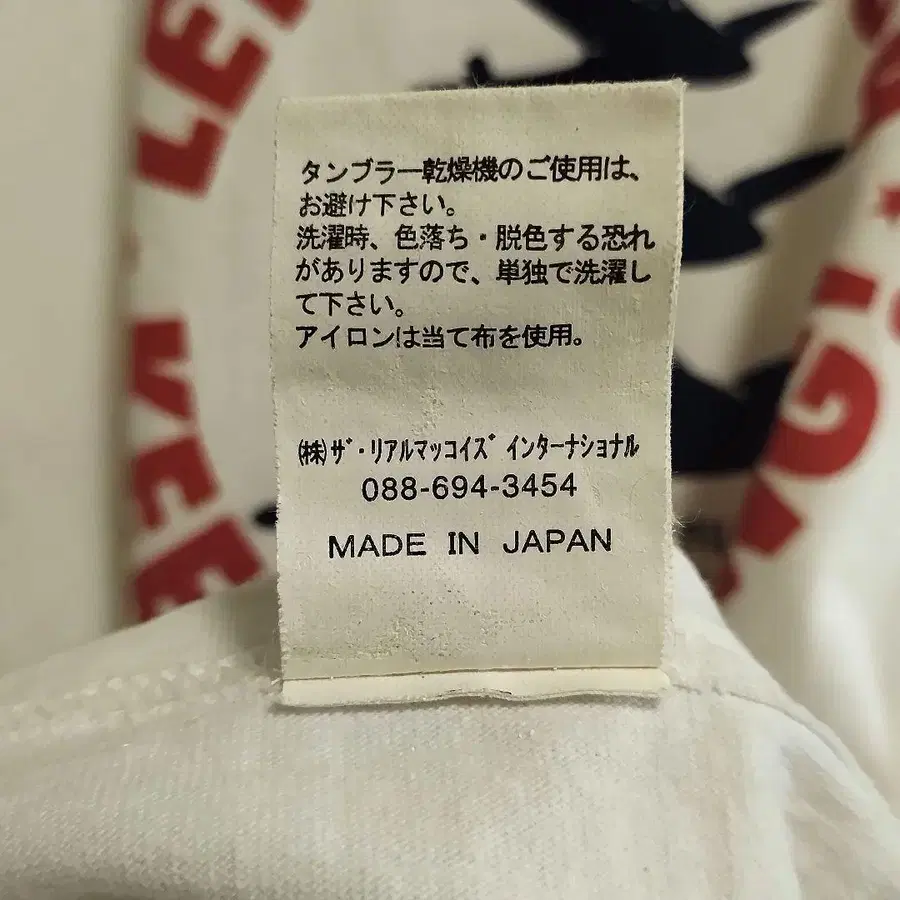 タンブラー乾燥機のご使用は、
お避け下さい。
洗濯時、色落ち・脱色する恐れ
がありますので、単独で洗濯し
て下さい。
アイロンは当て布を使用。
㈱ｻﾞ・ﾘｱﾙﾏｯｺｲｽﾞ ｲﾝﾀｰﾅｼｮﾅﾙ
088-694-3454
MADE IN JAPAN